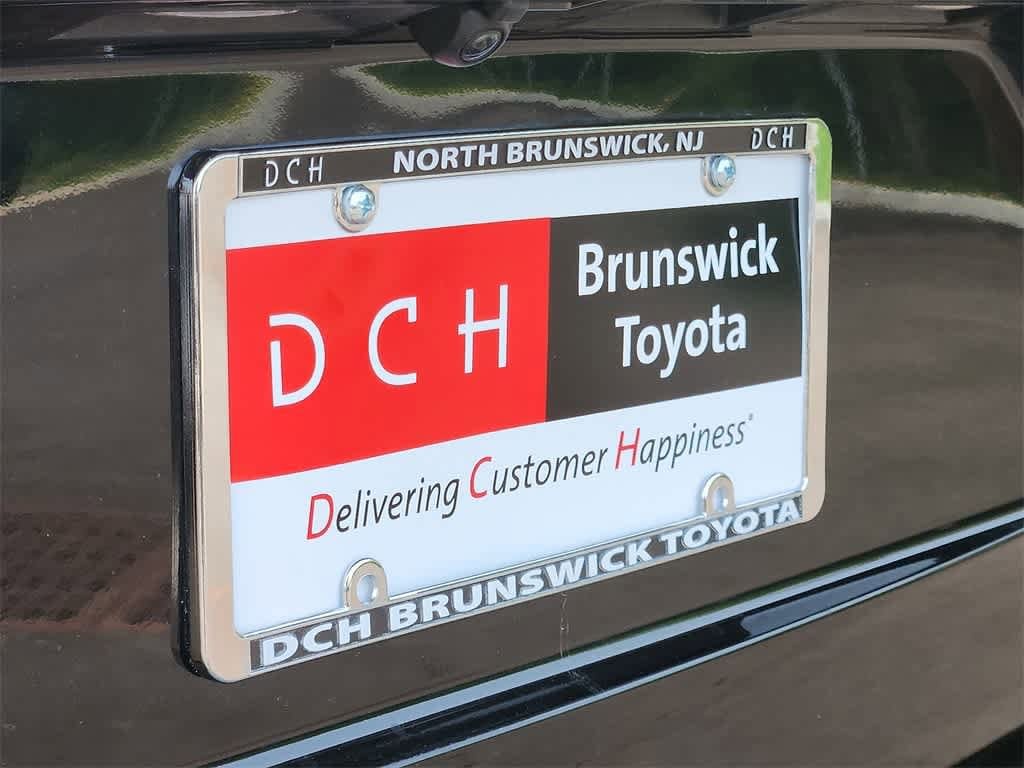 DCH NORTH BRUNSWICK, NJ DCH
DCH
Brunswick
Toyota
Delivering Customer Happiness®
DCH BRUNSWICK TOYOTA